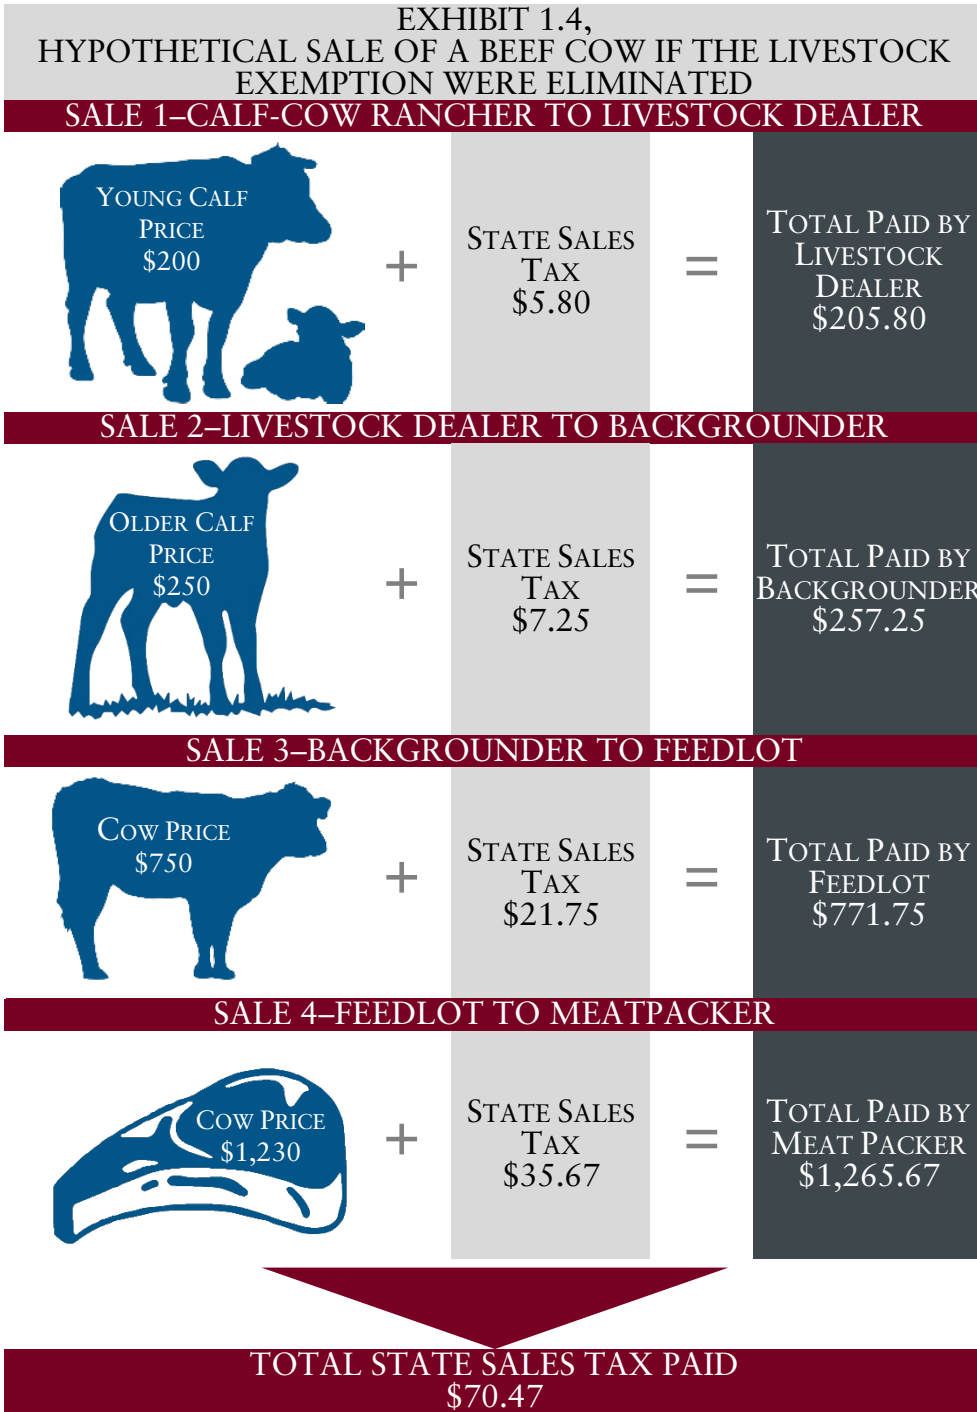 EXHIBIT 1.4,
HYPOTHETICAL SALE OF A BEEF COW IF THE LIVESTOCK
EXEMPTION WERE ELIMINATED
SALE 1–CALF-COW RANCHER TO LIVESTOCK DEALER
YOUNG CALF
PRICE
$200
+
STATE SALES
TAX
$5.80
=
TOTAL PAID BY
LIVESTOCK
DEALER
$205.80
SALE 2–LIVESTOCK DEALER TO BACKGROUNDER
OLDER CALF
PRICE
$250
+
STATE SALES
TAX
$7.25
=
TOTAL PAID BY
BACKGROUNDER
$257.25
SALE 3–BACKGROUNDER TO FEEDLOT
COW PRICE
$750
+
STATE SALES
TAX
$21.75
=
TOTAL PAID BY
FEEDLOT
$771.75
SALE 4–FEEDLOT TO MEATPACKER
COW PRICE
$1,230
+
STATE SALES
TAX
$35.67
=
TOTAL PAID BY
MEAT PACKER
$1,265.67
TOTAL STATE SALES TAX PAID
$70.47